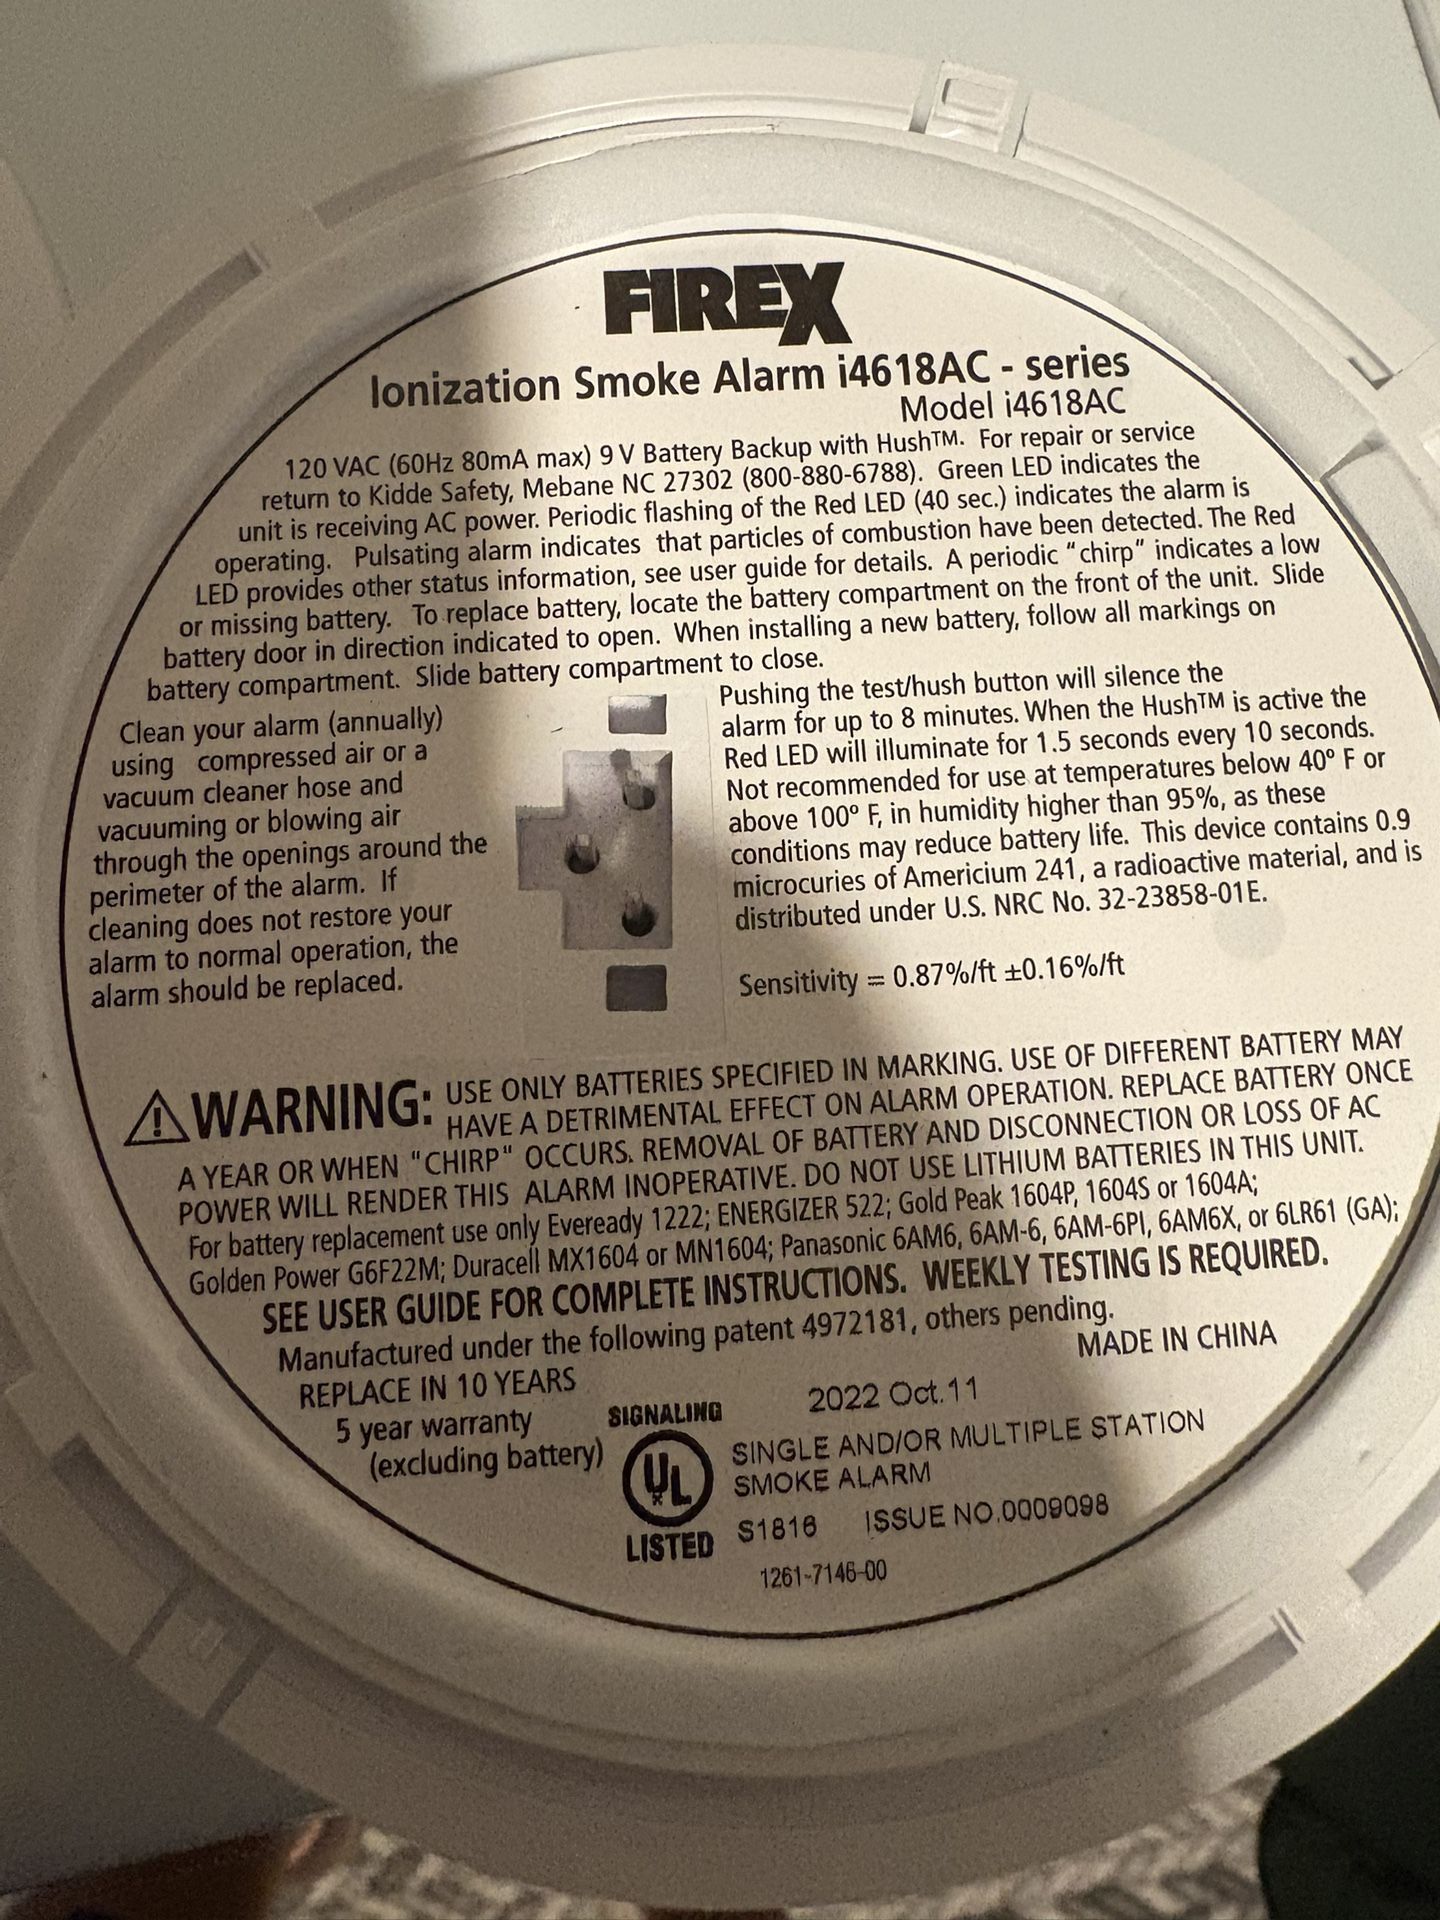 FIREX
Ionization Smoke Alarm i4618AC - series
Model i4618AC
120 VAC (60Hz 80mA max) 9 V Battery Backup with Hush™. For repair or service
return to Kidde Safety, Mebane NC 27302 (800-880-6788). Green LED indicates the
unit is receiving AC power. Periodic flashing of the Red LED (40 sec.) indicates the alarm is
operating. Pulsating alarm indicates that particles of combustion have been detected. The Red
LED provides other status information, see user guide for details. A periodic "chirp" indicates a low
or missing battery. To replace battery, locate the battery compartment on the front of the unit. Slide
battery door in direction indicated to open. When installing a new battery, follow all markings on
battery compartment. Slide battery compartment to close.
Clean your alarm (annually)
using compressed air or a
vacuum cleaner hose and
vacuuming or blowing air
through the openings around the
perimeter of the alarm. If
cleaning does not restore your
alarm to normal operation, the
alarm should be replaced.
Pushing the test/hush button will silence the
alarm for up to 8 minutes. When the Hush™ is active the
Red LED will illuminate for 1.5 seconds every 10 seconds.
Not recommended for use at temperatures below 40° F or
above 100° F, in humidity higher than 95%, as these
conditions may reduce battery life. This device contains 0.9
microcuries of Americium 241, a radioactive material, and is
distributed under U.S. NRC No. 32-23858-01E.
Sensitivity = 0.87%/ft ±0.16%/ft
WARNING: USE ONLY BATTERIES SPECIFIED IN MARKING. USE OF DIFFERENT BATTERY MAY
HAVE A DETRIMENTAL EFFECT ON ALARM OPERATION. REPLACE BATTERY ONCE
A YEAR OR WHEN "CHIRP" OCCURS. REMOVAL OF BATTERY AND DISCONNECTION OR LOSS OF AC
POWER WILL RENDER THIS ALARM INOPERATIVE. DO NOT USE LITHIUM BATTERIES IN THIS UNIT.
For battery replacement use only Eveready 1222; ENERGIZER 522; Gold Peak 1604P, 1604S or 1604A;
Golden Power G6F22M; Duracell MX1604 or MN1604; Panasonic 6AM6, 6AM-6, 6AM-6PI, 6AM6X, or 6LR61 (GA);
SEE USER GUIDE FOR COMPLETE INSTRUCTIONS. WEEKLY TESTING IS REQUIRED.
Manufactured under the following patent 4972181, others pending.
MADE IN CHINA
REPLACE IN 10 YEARS
5 year warranty
(excluding battery)
SIGNALING
UL
LISTED
2022 Oct.11
SINGLE AND/OR MULTIPLE STATION
SMOKE ALARM
S1816 ISSUE NO.0009098
1261-7146-00